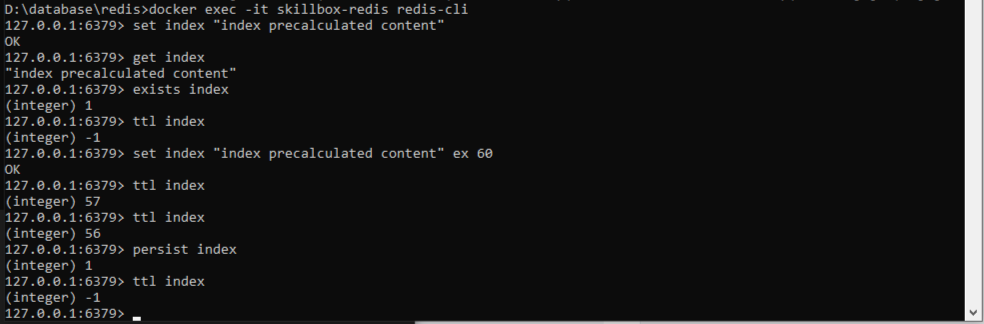 D:\database\redis>docker exec -it skillbox-redis redis-cli
127.0.0.1:6379> set index "index precalculated content"
OK
127.0.0.1:6379> get index
"index precalculated content"
127.0.0.1:6379> exists index
(integer) 1
127.0.0.1:6379> ttl index
(integer) -1
127.0.0.1:6379> set index "index precalculated content" ex 60
OK
127.0.0.1:6379> ttl index
(integer) 57
127.0.0.1:6379> ttl index
(integer) 56
127.0.0.1:6379> persist index
(integer) 1
127.0.0.1:6379> ttl index
(integer) -1
127.0.0.1:6379>